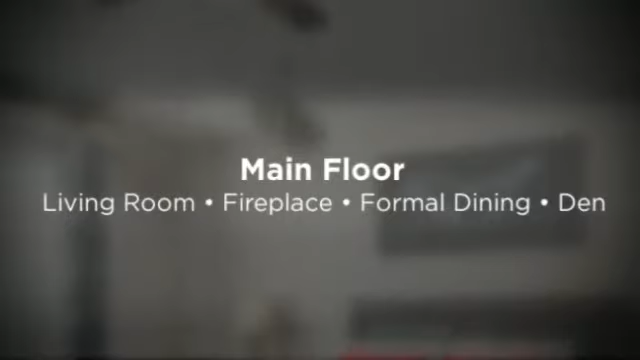 Main Floor
Living Room • Fireplace • Formal Dining • Den